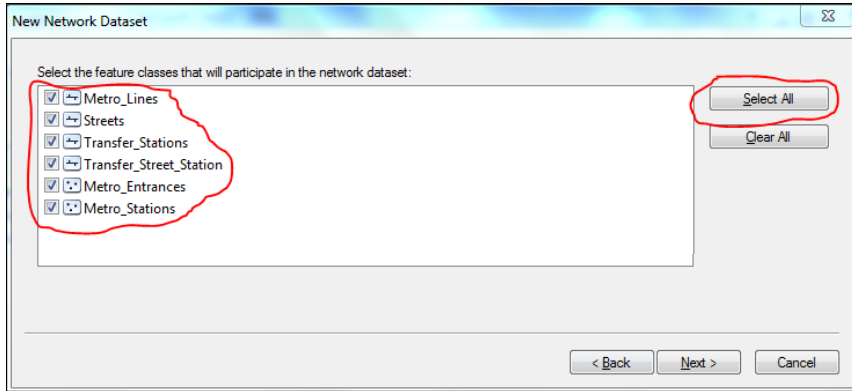 New Network Dataset
Select the feature classes that will participate in the network dataset:
Metro_Lines
Streets
Transfer_Stations
Transfer_Street_Station
Metro_Entrances
Metro_Stations
Select All
Clear All
< Back
Next >
Cancel